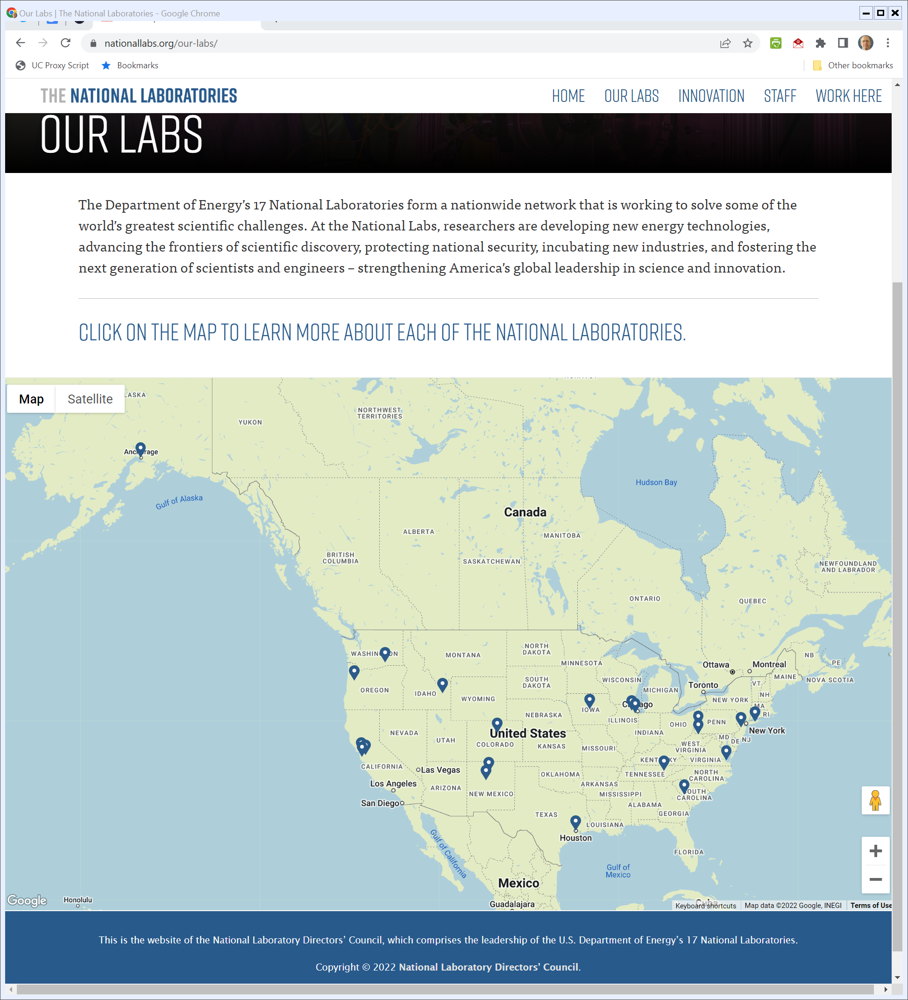 Our Labs | The National Laboratories - Google Chrome
nationallabs.org/our-labs/
UC Proxy Script
Bookmarks
Other bookmarks
THE NATIONAL LABORATORIES
HOME
OUR LABS
INNOVATION
STAFF
WORK HERE
OUR LABS
The Department of Energy’s 17 National Laboratories form a nationwide network that is working to solve some of the
world’s greatest scientific challenges. At the National Labs, researchers are developing new energy technologies,
advancing the frontiers of scientific discovery, protecting national security, incubating new industries, and fostering the
next generation of scientists and engineers – strengthening America’s global leadership in science and innovation.
CLICK ON THE MAP TO LEARN MORE ABOUT EACH OF THE NATIONAL LABORATORIES.
Map
Satellite
LASKA
NORTHWEST
TERRITORIES
YUKON
Anchorage
Gulf of Alaska
Hudson Bay
Canada
ALBERTA
MANITOBA
BRITISH
COLUMBIA
SASKATCHEWAN
NEWFOUNDLAND
AND LABRADOR
ONTARIO
QUEBEC
WASHINGTON
MONTANA
NORTH
DAKOTA
MINNESOTA
Ottawa
Montreal
NB
PE
MAINE
NOVA SCOTIA
OREGON
IDAHO
SOUTH
DAKOTA
WISCONSIN
MICHIGAN
Toronto
VT
NH
WYOMING
NEW YORK
MA
IOWA
Chicago
RI
NEBRASKA
ILLINOIS
OHIO
PENN
NEVADA
UTAH
United States
COLORADO
KANSAS
INDIANA
New York
MD
DE
NJ
MISSOURI
WEST
VIRGINIA
KENTUCKY
VIRGINIA
CALIFORNIA
Las Vegas
OKLAHOMA
TENNESSEE
NORTH
CAROLINA
Los Angeles
ARIZONA
NEW MEXICO
ARKANSAS
MISSISSIPPI
SOUTH
CAROLINA
San Diego
ALABAMA
TEXAS
GEORGIA
LOUISIANA
Houston
Gulf of California
FLORIDA
Gulf of
Mexico
Mexico
Google
Honolulu
Guadalajara
Cuba
Keyboard shortcuts
Map data ©2022 Google, INEGI
Terms of Use
This is the website of the National Laboratory Directors’ Council, which comprises the leadership of the U.S. Department of Energy’s 17 National Laboratories.
Copyright © 2022 National Laboratory Directors’ Council.